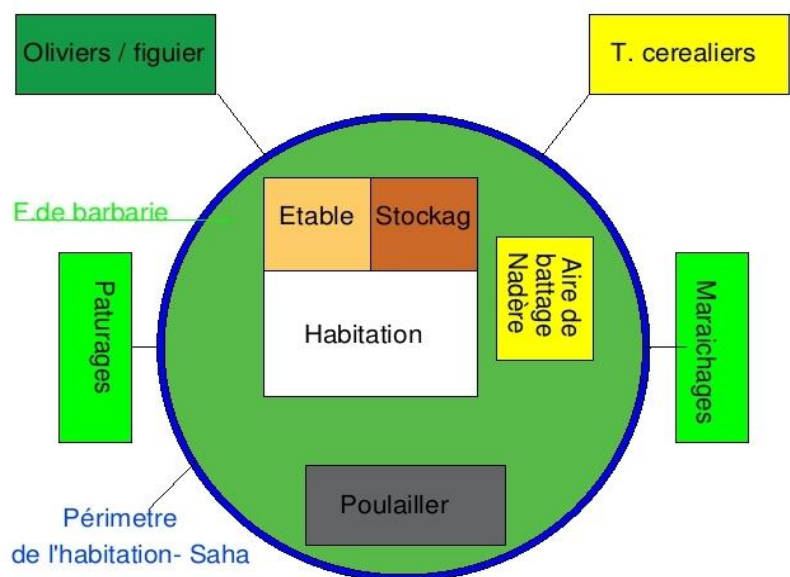 Oliviers / figuier
T. cerealiers
F.de barbarie
Etable
Stockag
Aire de
battage
Nadère
Paturages
Habitation
Maraichages
Poulailler
Périmetre
de l'habitation- Saha